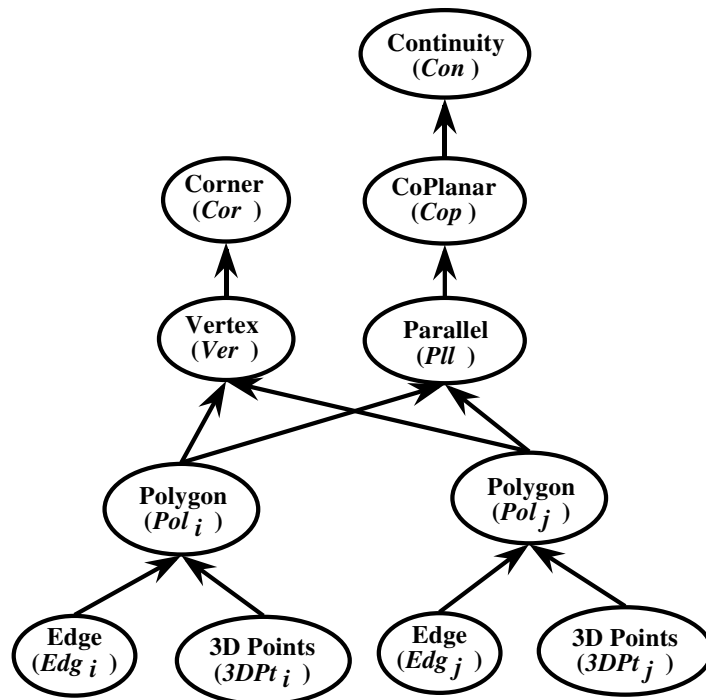 Continuity
(Con )
Corner
(Cor )
CoPlanar
(Cop )
Vertex
(Ver )
Parallel
(Pll )
Polygon
(Pol i )
Polygon
(Pol j )
Edge
(Edg i )
3D Points
(3DPt i )
Edge
(Edg j )
3D Points
(3DPt j )